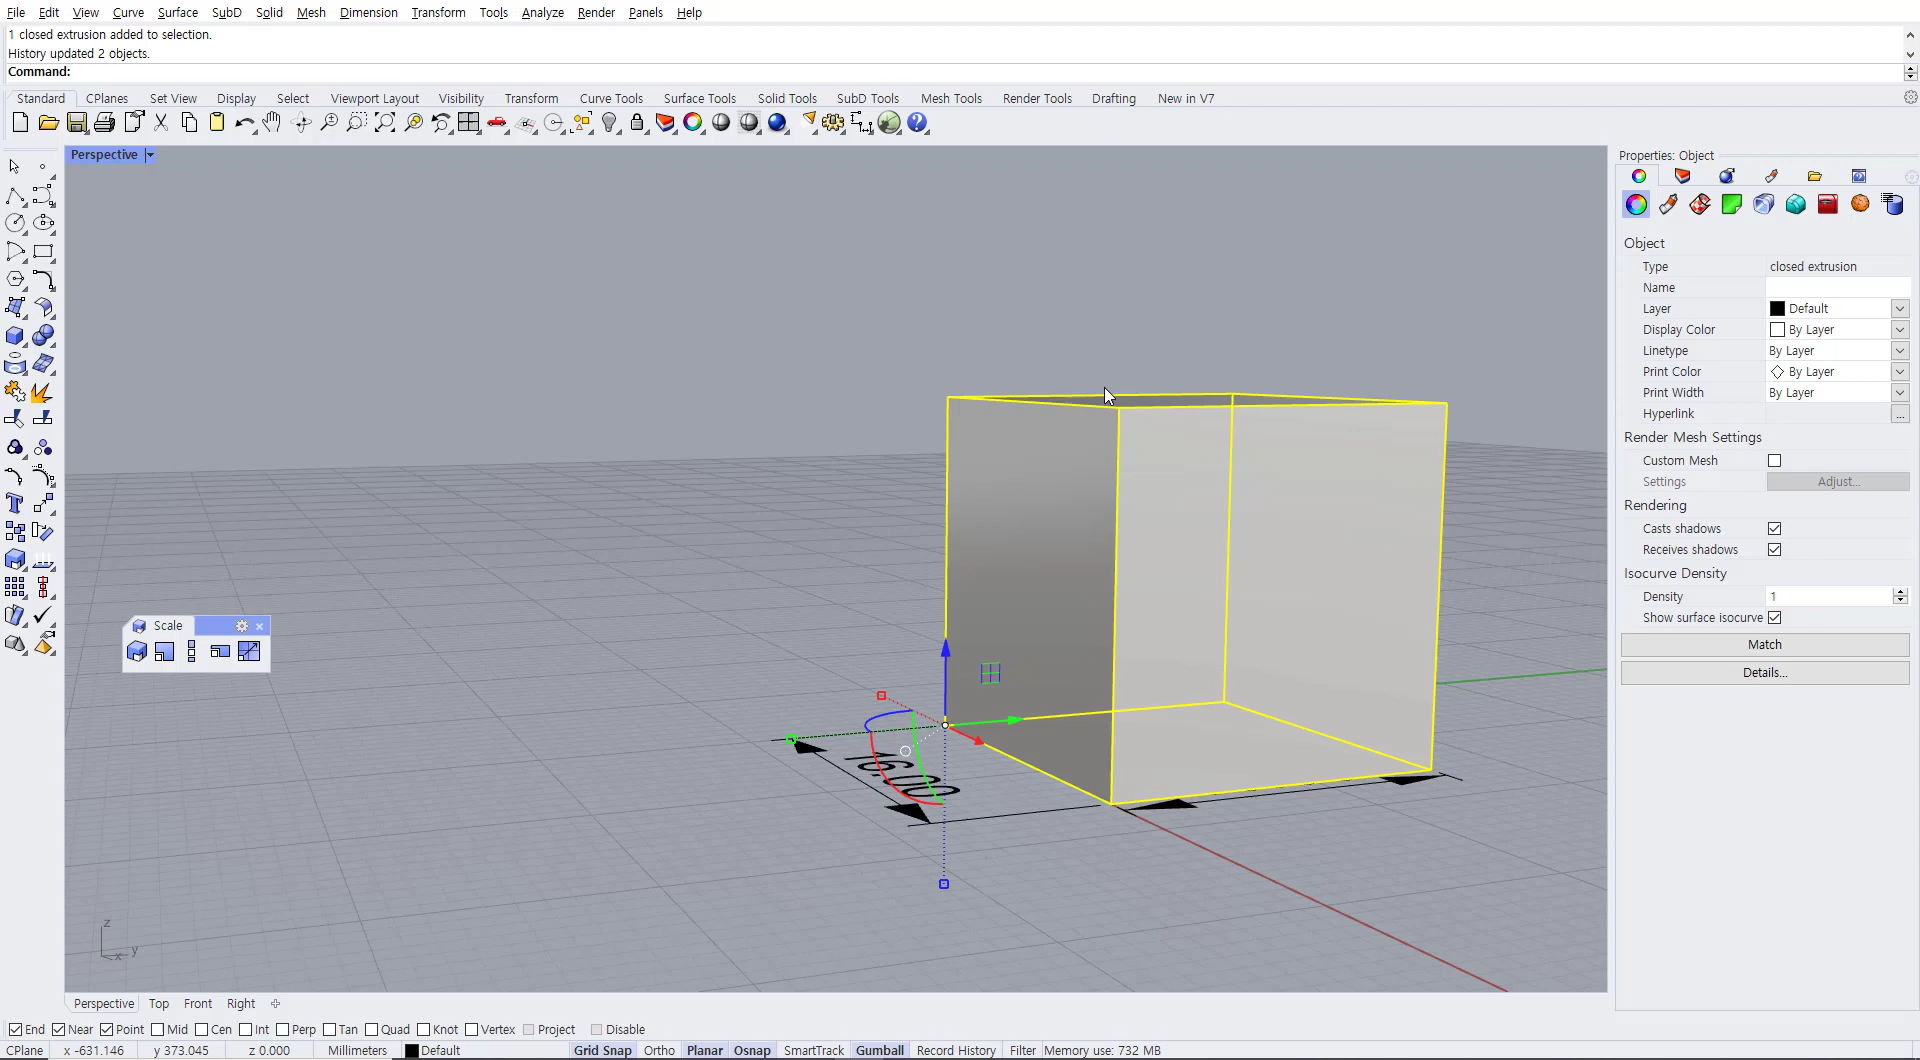 File Edit View Curve Surface SubD Solid Mesh Dimension Transform Tools Analyze Render Panels Help
1 closed extrusion added to selection.
History updated 2 objects.
Command:
Standard CPlanes Set View Display Select Viewport Layout Visibility Transform Curve Tools Surface Tools Solid Tools SubD Tools Mesh Tools Render Tools Drafting New in V7
Perspective
Properties: Object
Object
Type closed extrusion
Name
Layer Default
Display Color By Layer
Linetype By Layer
Print Color By Layer
Print Width By Layer
Hyperlink ...
Render Mesh Settings
Custom Mesh
Settings Adjust...
Rendering
Casts shadows
Receives shadows
Isocurve Density
Density 1
Show surface isocurve
Match
Details...
Scale
z
y
x
Perspective Top Front Right
End Near Point Mid Cen Int Perp Tan Quad Knot Vertex Project Disable
CPlane x -631.146 y 373.045 z 0.000 Millimeters Default Grid Snap Ortho Planar Osnap SmartTrack Gumball Record History Filter Memory use: 732 MB